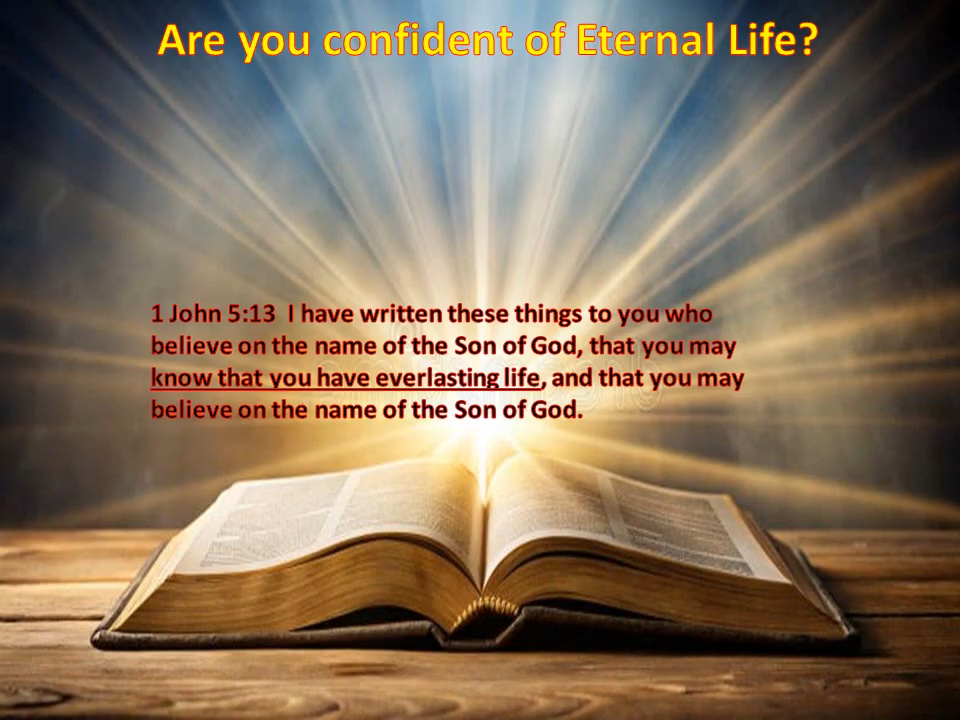 Are you confident of Eternal Life?
1 John 5:13  I have written these things to you who
believe on the name of the Son of God, that you may
know that you have everlasting life, and that you may
believe on the name of the Son of God.